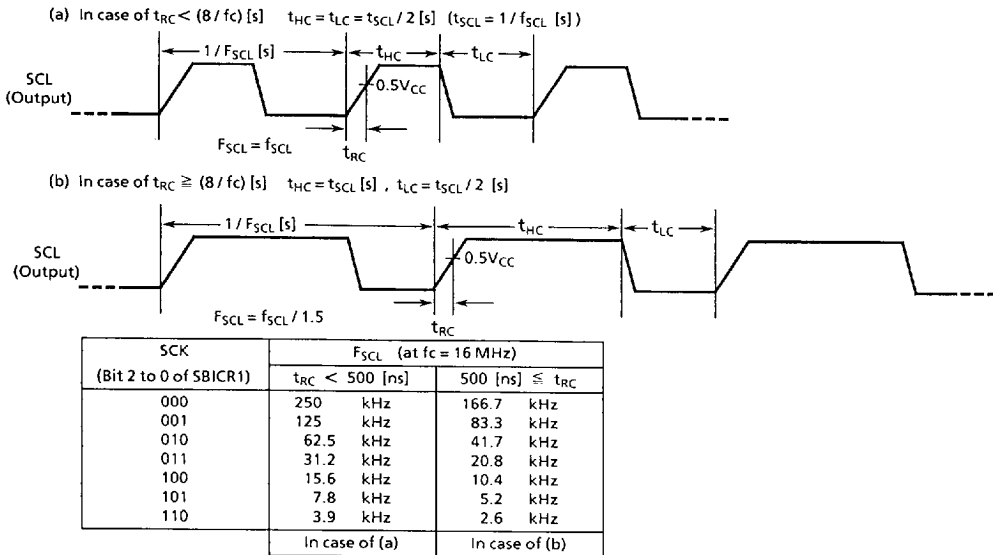 (a) In case of tRC < (8 / fc) [s] tHC = tLC = tSCL / 2 [s] (tSCL = 1 / fSCL [s])
1 / FSCL [s] tHC tLC
SCL
(Output)
0.5VCC
FSCL = fSCL
tRC
(b) In case of tRC ≧ (8 / fc) [s] tHC = tSCL [s] , tLC = tSCL / 2 [s]
1 / FSCL [s] tHC tLC
SCL
(Output)
0.5VCC
FSCL = fSCL / 1.5
tRC
SCK FSCL (at fc = 16 MHz)
(Bit 2 to 0 of SBICR1) tRC < 500 [ns] 500 [ns] ≦ tRC
000 250 kHz 166.7 kHz
001 125 kHz 83.3 kHz
010 62.5 kHz 41.7 kHz
011 31.2 kHz 20.8 kHz
100 15.6 kHz 10.4 kHz
101 7.8 kHz 5.2 kHz
110 3.9 kHz 2.6 kHz
In case of (a) In case of (b)